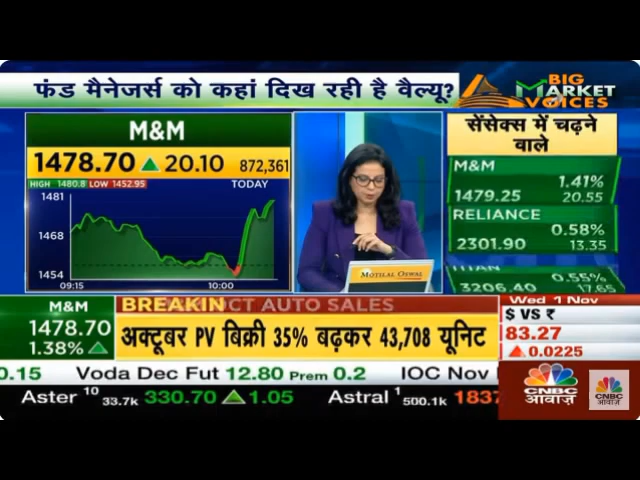 फंड मैनेजर्स को कहां दिख रही है वैल्यू?
BIG
MARKET
VOICES
M&M
1478.70 ▲ 20.10 872,361
HIGH 1480.8 LOW 1452.95 TODAY
1481
1468
1454
09:15 10:00
MOTILAL OSWAL
सेंसेक्स में चढ़ने
वाले
M&M
1.41%
1479.25 20.55
RELIANCE
0.58%
2301.90 13.35
TITAN
0.55%
3206.40 17.65
M&M
1478.70
1.38% ▲
BREAKIN CT AUTO SALES
अक्टूबर PV बिक्री 35% बढ़कर 43,708 यूनिट
Wed 1 Nov
$ VS ₹
83.27
▲ 0.0225
0.15 Voda Dec Fut 12.80 Prem 0.2 IOC Nov
Aster 10 33.7k 330.70 ▲ 1.05 Astral 1 500.1k 1837
CNBC
आवाज़
CNBC
आवाज़